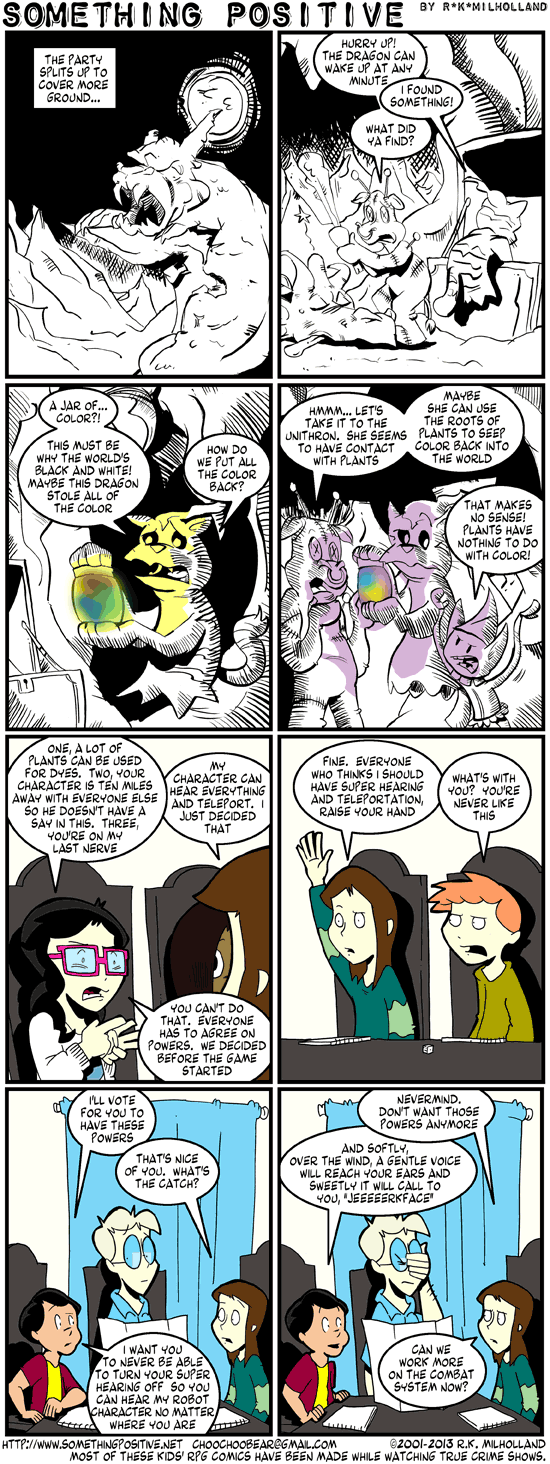 SOMETHING POSITIVE BY R*K*MILHOLLAND
THE PARTY
SPLITS UP TO
COVER MORE
GROUND...
HURRY UP!
THE DRAGON CAN
WAKE UP AT ANY
MINUTE
I FOUND
SOMETHING!
WHAT DID
YA FIND?
A JAR OF...
COLOR?!
THIS MUST BE
WHY THE WORLD'S
BLACK AND WHITE!
MAYBE THIS DRAGON
STOLE ALL OF
THE COLOR
HOW DO
WE PUT ALL
THE COLOR
BACK?
HMMM... LET'S
TAKE IT TO THE
UNITHRON. SHE SEEMS
TO HAVE CONTACT
WITH PLANTS
MAYBE
SHE CAN USE
THE ROOTS OF
PLANTS TO SEEP
COLOR BACK INTO
THE WORLD
THAT MAKES
NO SENSE!
PLANTS HAVE
NOTHING TO DO
WITH COLOR!
ONE, A LOT OF
PLANTS CAN BE USED
FOR DYES. TWO, YOUR
CHARACTER IS TEN MILES
AWAY WITH EVERYONE ELSE
SO HE DOESN'T HAVE A
SAY IN THIS. THREE,
YOU'RE ON MY
LAST NERVE
MY
CHARACTER CAN
HEAR EVERYTHING
AND TELEPORT. I
JUST DECIDED
THAT
YOU CAN'T DO
THAT. EVERYONE
HAS TO AGREE ON
POWERS. WE DECIDED
BEFORE THE GAME
STARTED
FINE. EVERYONE
WHO THINKS I SHOULD
HAVE SUPER HEARING
AND TELEPORTATION,
RAISE YOUR HAND
WHAT'S WITH
YOU? YOU'RE
NEVER LIKE
THIS
I'LL VOTE
FOR YOU TO
HAVE THESE
POWERS
THAT'S NICE
OF YOU. WHAT'S
THE CATCH?
I WANT YOU
TO NEVER BE ABLE
TO TURN YOUR SUPER
HEARING OFF SO YOU
CAN HEAR MY ROBOT
CHARACTER NO MATTER
WHERE YOU ARE
NEVERMIND.
DON'T WANT THOSE
POWERS ANYMORE
AND SOFTLY,
OVER THE WIND, A GENTLE VOICE
WILL REACH YOUR EARS AND
SWEETLY IT WILL CALL TO
YOU, "JEEEEERKFACE"
CAN WE
WORK MORE
ON THE COMBAT
SYSTEM NOW?
HTTP://WWW.SOMETHINGPOSITIVE.NET CHOOCHOOBEAR@GMAIL.COM ©2001-2013 R.K. MILHOLLAND
MOST OF THESE KIDS' RPG COMICS HAVE BEEN MADE WHILE WATCHING TRUE CRIME SHOWS.